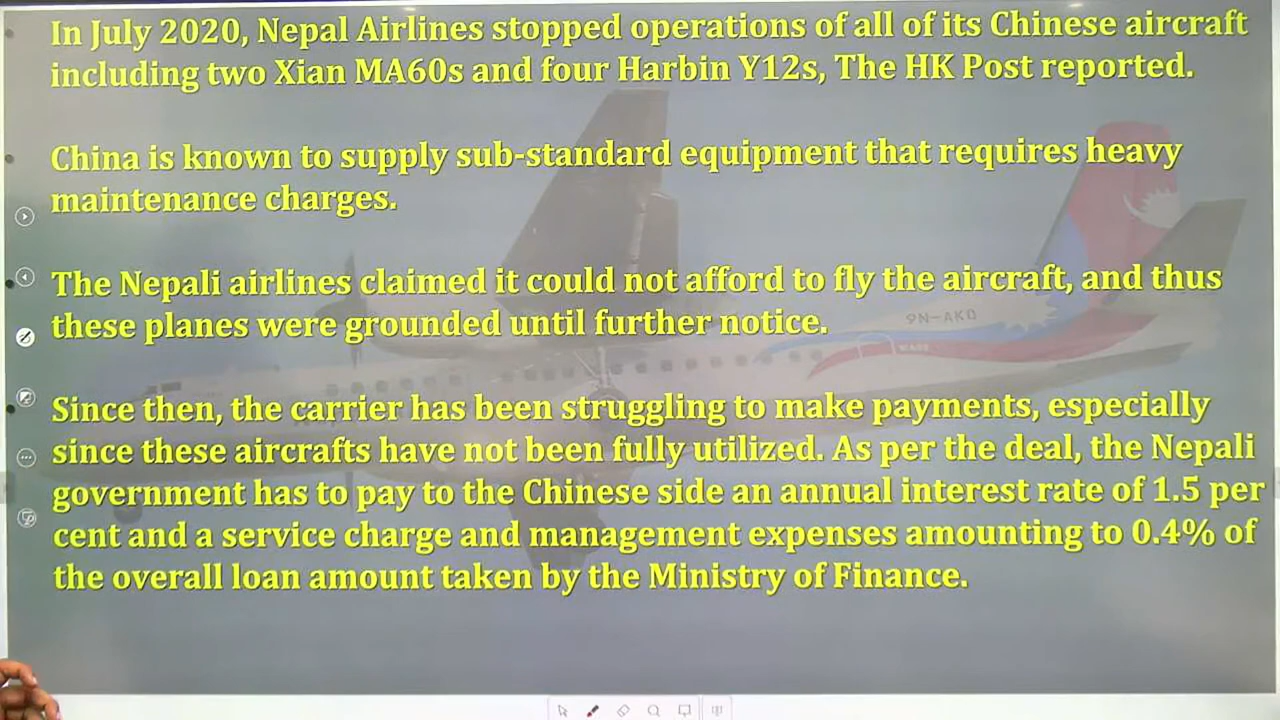 In July 2020, Nepal Airlines stopped operations of all of its Chinese aircraft
including two Xian MA60s and four Harbin Y12s, The HK Post reported.
China is known to supply sub-standard equipment that requires heavy
maintenance charges.
The Nepali airlines claimed it could not afford to fly the aircraft, and thus
these planes were grounded until further notice.
9N-AKQ
Since then, the carrier has been struggling to make payments, especially
since these aircrafts have not been fully utilized. As per the deal, the Nepali
government has to pay to the Chinese side an annual interest rate of 1.5 per
cent and a service charge and management expenses amounting to 0.4% of
the overall loan amount taken by the Ministry of Finance.